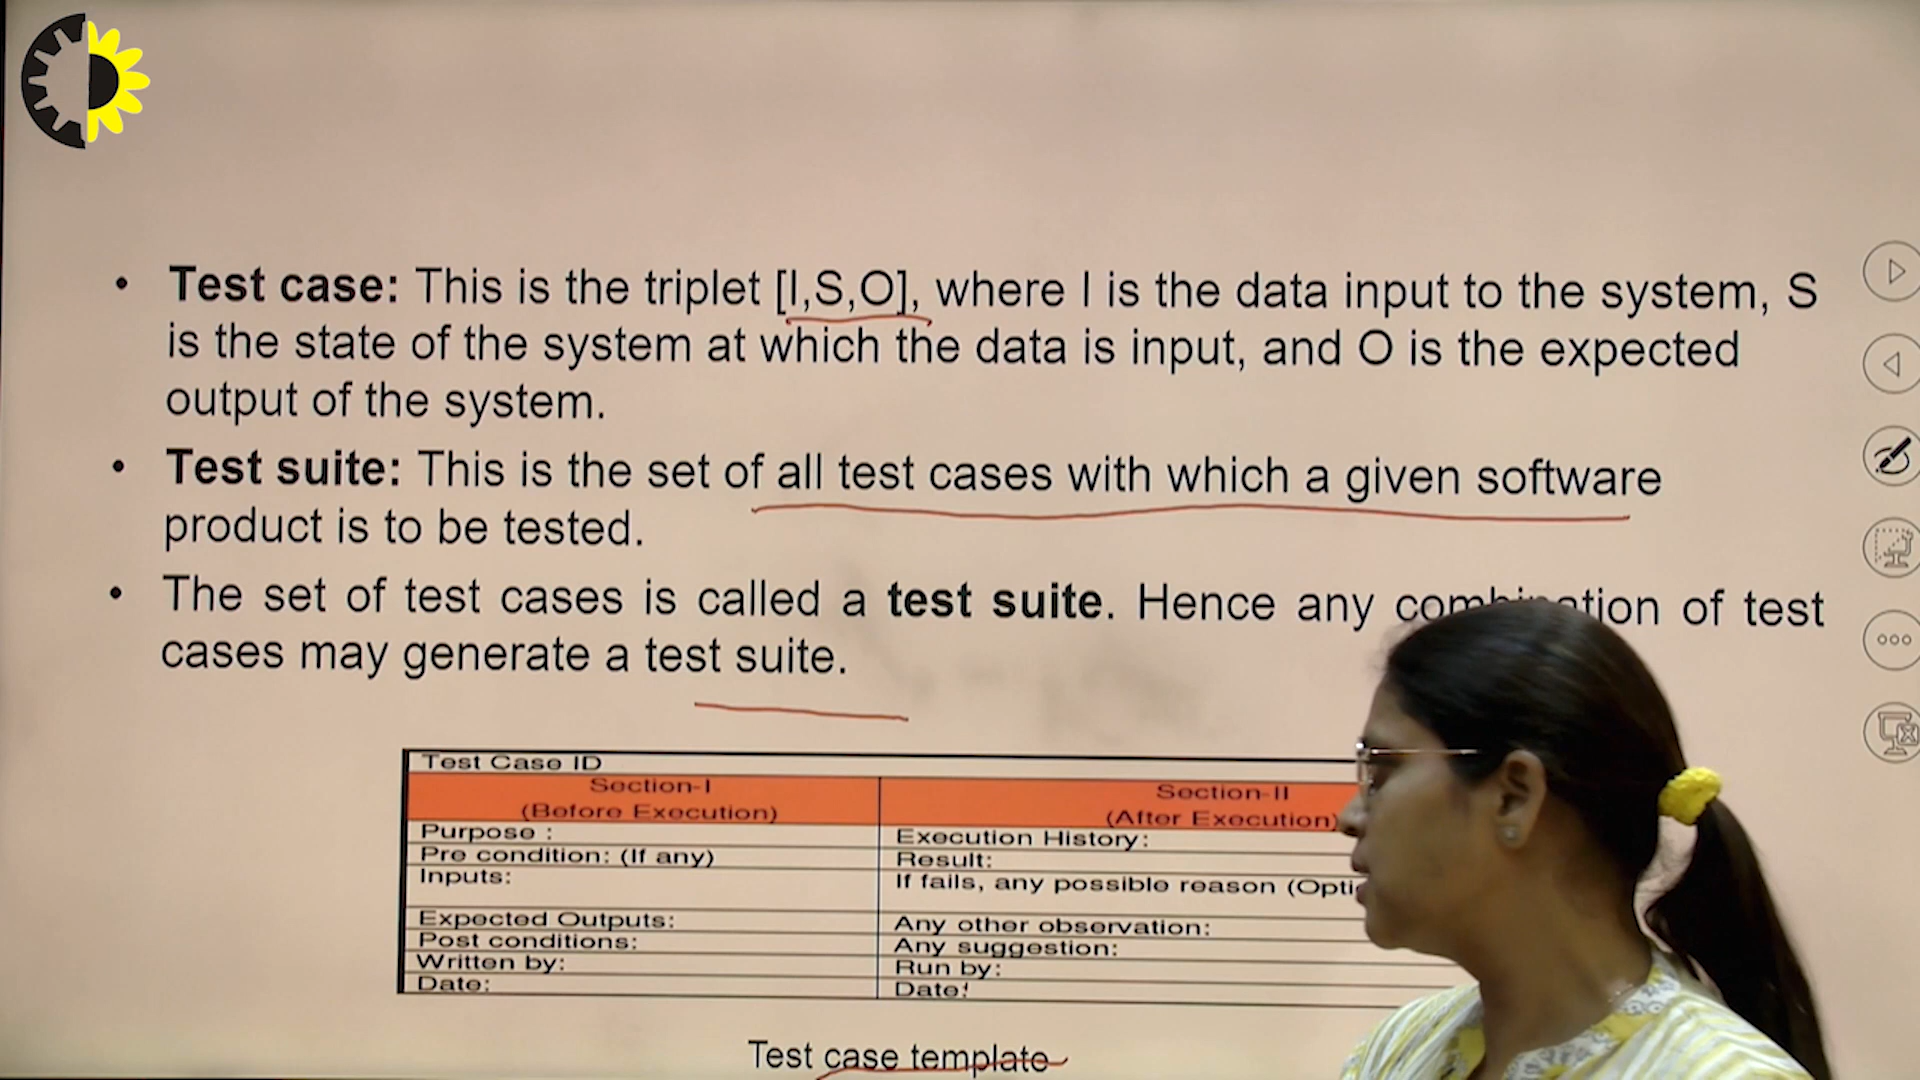 • Test case: This is the triplet [I,S,O], where I is the data input to the system, S
is the state of the system at which the data is input, and O is the expected
output of the system.
• Test suite: This is the set of all test cases with which a given software
product is to be tested.
• The set of test cases is called a test suite. Hence any of test
cases may generate a test suite.
Test Case ID
Section-I
(Before Execution)
Section-II
(After Execution)
Purpose :
Execution History:
Pre condition: (If any)
Result:
Inputs:
If fails, any possible reason
Expected Outputs:
Any other observation:
Post conditions:
Any suggestion:
Written by:
Run by:
Date:
Date:
Test case template